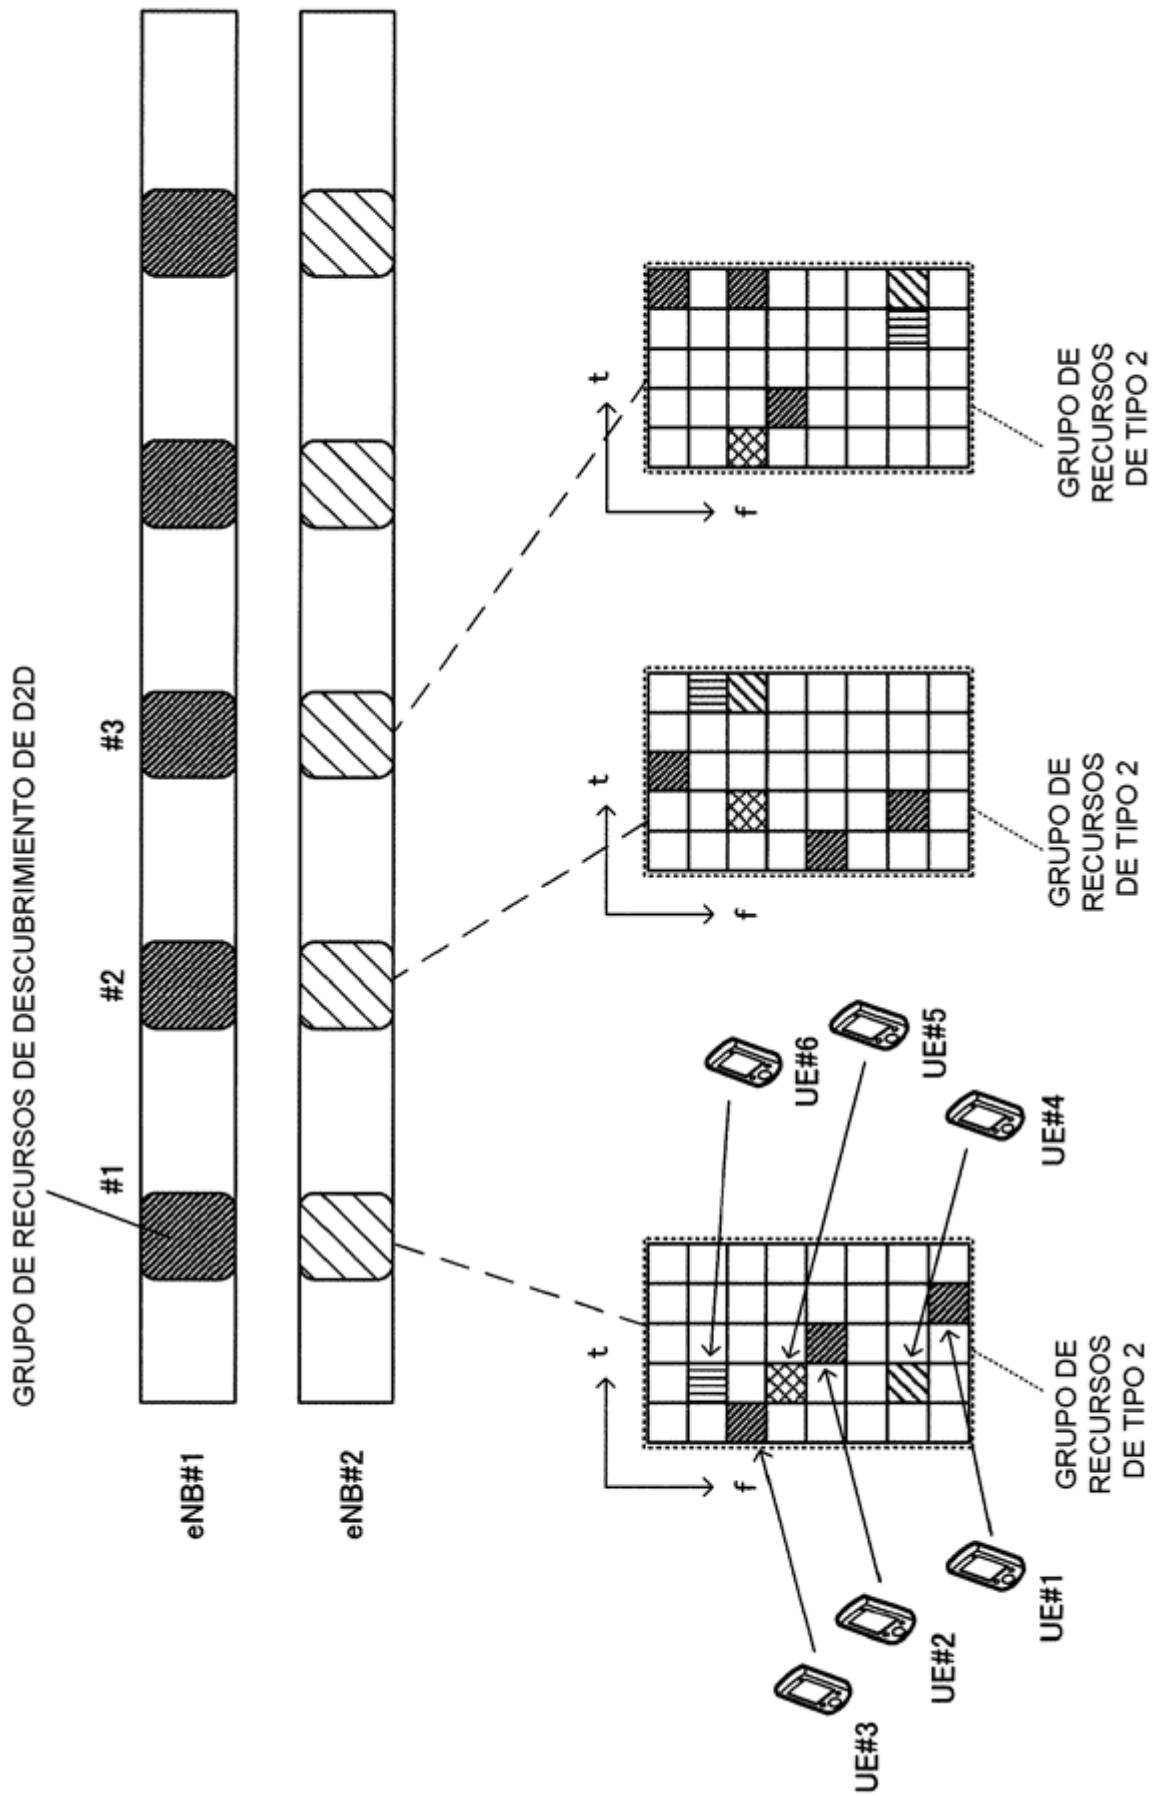 GRUPO DE RECURSOS DE DESCUBRIMIENTO DE D2D
#1
#2
#3
eNB#1
eNB#2
t
f
t
f
t
f
UE#3
UE#2
UE#1
UE#6
UE#5
UE#4
GRUPO DE
RECURSOS
DE TIPO 2
GRUPO DE
RECURSOS
DE TIPO 2
GRUPO DE
RECURSOS
DE TIPO 2